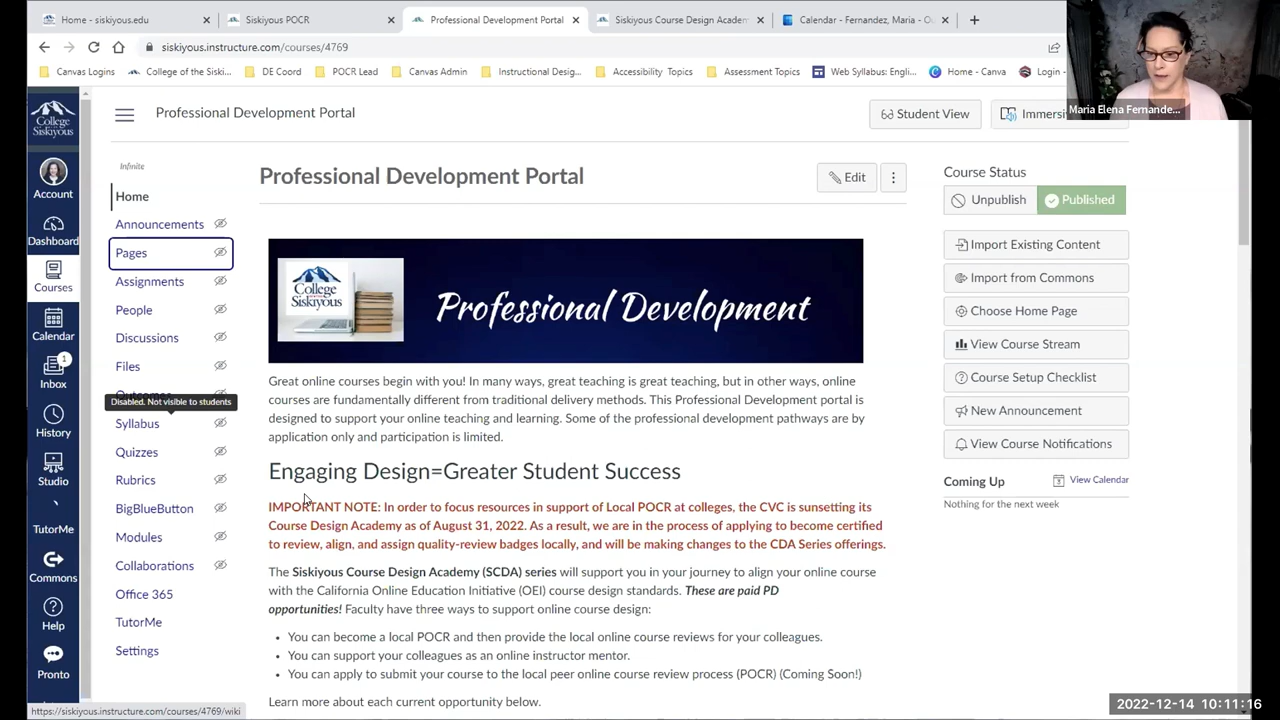 Home - siskiyous.edu
Siskiyous POCR
Professional Development Portal
Siskiyous Course Design Academ
Calendar - Fernandez, Maria - O
siskiyous.instructure.com/courses/4769
Canvas Logins
College of the Siski...
DE Coord
POCR Lead
Canvas Admin
Instructional Desig...
Accessibility Topics
Assessment Topics
Web Syllabus: Engli...
Home - Canva
Login -
Maria Elena Fernande...
College
Siskiyous
Account
Dashboard
Courses
Calendar
1
Inbox
History
Studio
TutorMe
Commons
Help
Pronto
Professional Development Portal
Student View
Immersi
Infinite
Home
Announcements
Pages
Assignments
People
Discussions
Files
Outcomes
Disabled. Not visible to students
Syllabus
Quizzes
Rubrics
BigBlueButton
Modules
Collaborations
Office 365
TutorMe
Settings
Professional Development Portal
Edit
College
Siskiyous
Professional Development
Great online courses begin with you! In many ways, great teaching is great teaching, but in other ways, online
courses are fundamentally different from traditional delivery methods. This Professional Development portal is
designed to support your online teaching and learning. Some of the professional development pathways are by
application only and participation is limited.
Engaging Design=Greater Student Success
IMPORTANT NOTE: In order to focus resources in support of Local POCR at colleges, the CVC is sunsetting its
Course Design Academy as of August 31, 2022. As a result, we are in the process of applying to become certified
to review, align, and assign quality-review badges locally, and will be making changes to the CDA Series offerings.
The Siskiyous Course Design Academy (SCDA) series will support you in your journey to align your online course
with the California Online Education Initiative (OEI) course design standards. These are paid PD
opportunities! Faculty have three ways to support online course design:
• You can become a local POCR and then provide the local online course reviews for your colleagues.
• You can support your colleagues as an online instructor mentor.
• You can apply to submit your course to the local peer online course review process (POCR) (Coming Soon!)
Learn more about each current opportunity below.
Course Status
Unpublish
Published
Import Existing Content
Import from Commons
Choose Home Page
View Course Stream
Course Setup Checklist
New Announcement
View Course Notifications
Coming Up
View Calendar
Nothing for the next week
https://siskiyous.instructure.com/courses/4769/wiki
2022-12-14 10:11:16